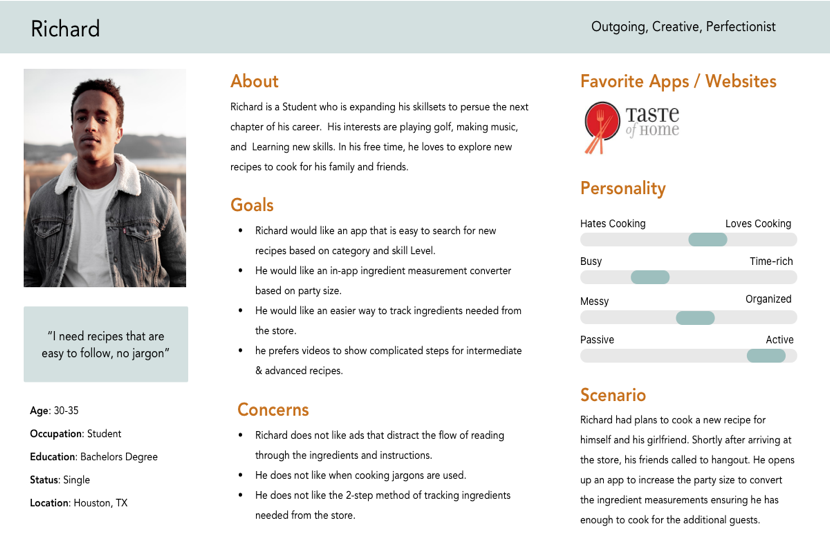 Richard
Outgoing, Creative, Perfectionist
"I need recipes that are
easy to follow, no jargon"
Age: 30-35
Occupation: Student
Education: Bachelors Degree
Status: Single
Location: Houston, TX
About
Richard is a Student who is expanding his skillsets to persue the next
chapter of his career.  His interests are playing golf, making music,
and  Learning new skills. In his free time, he loves to explore new
recipes to cook for his family and friends.
Goals
• Richard would like an app that is easy to search for new
recipes based on category and skill Level.
• He would like an in-app ingredient measurement converter
based on party size.
• He would like an easier way to track ingredients needed from
the store.
• he prefers videos to show complicated steps for intermediate
& advanced recipes.
Concerns
• Richard does not like ads that distract the flow of reading
through the ingredients and instructions.
• He does not like when cooking jargons are used.
• He does not like the 2-step method of tracking ingredients
needed from the store.
Favorite Apps / Websites
TASTE
of HOME
Personality
Hates Cooking Loves Cooking
Busy Time-rich
Messy Organized
Passive Active
Scenario
Richard had plans to cook a new recipe for
himself and his girlfriend. Shortly after arriving at
the store, his friends called to hangout. He opens
up an app to increase the party size to convert
the ingredient measurements ensuring he has
enough to cook for the additional guests.